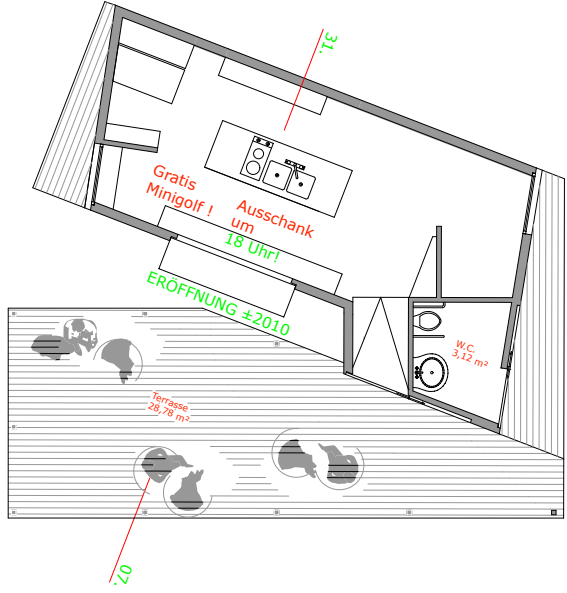 31.
Gratis
Minigolf !
Ausschank
um
18 Uhr!
ERÖFFNUNG ±2010
W.C.
3,12 m²
Terrasse
28,78 m²
07.